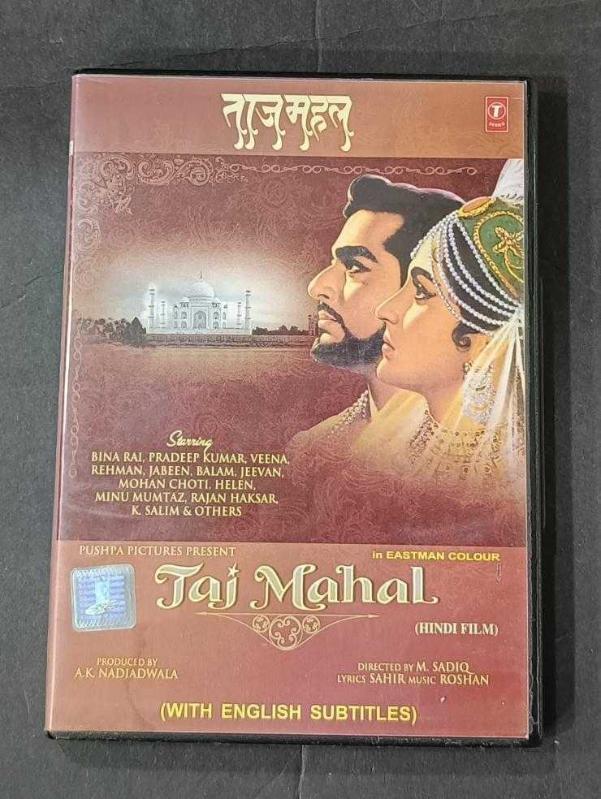 ताजमहल
T
Series
Starring
BINA RAI, PRADEEP KUMAR, VEENA,
REHMAN, JABEEN, BALAM, JEEVAN,
MOHAN CHOTI, HELEN,
MINU MUMTAZ, RAJAN HAKSAR,
K. SALIM & OTHERS
PUSHPA PICTURES PRESENT
in EASTMAN COLOUR
Taj Mahal
(HINDI FILM)
PRODUCED BY
A.K. NADIADWALA
DIRECTED BY M. SADIQ
LYRICS SAHIR MUSIC ROSHAN
(WITH ENGLISH SUBTITLES)